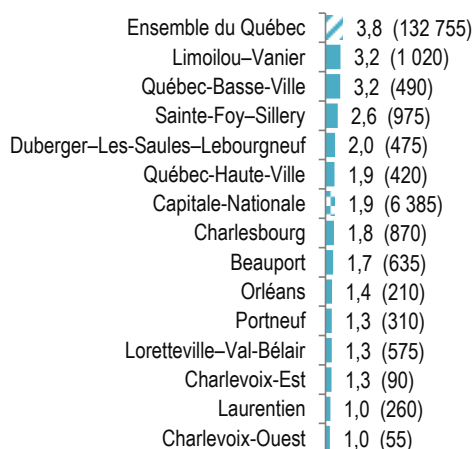 Ensemble du Québec 3,8 (132 755)
Limoilou–Vanier 3,2 (1 020)
Québec-Basse-Ville 3,2 (490)
Sainte-Foy–Sillery 2,6 (975)
Duberger–Les-Saules–Lebourgneuf 2,0 (475)
Québec-Haute-Ville 1,9 (420)
Capitale-Nationale 1,9 (6 385)
Charlesbourg 1,8 (870)
Beauport 1,7 (635)
Orléans 1,4 (210)
Portneuf 1,3 (310)
Loretteville–Val-Bélair 1,3 (575)
Charlevoix-Est 1,3 (90)
Laurentien 1,0 (260)
Charlevoix-Ouest 1,0 (55)